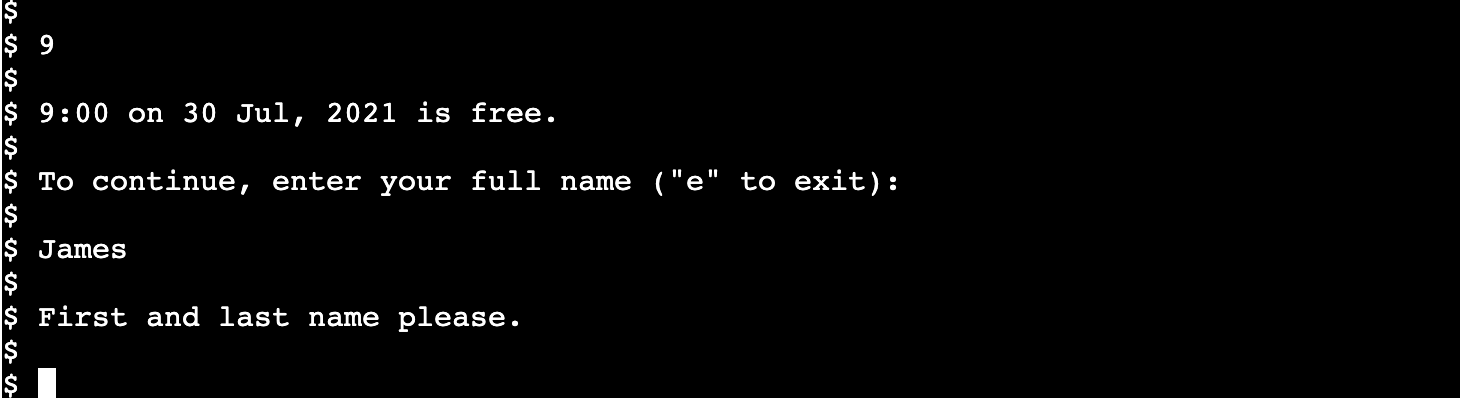 $
$ 9
$
$ 9:00 on 30 Jul, 2021 is free.
$
$ To continue, enter your full name ("e" to exit):
$
$ James
$
$ First and last name please.
$
$